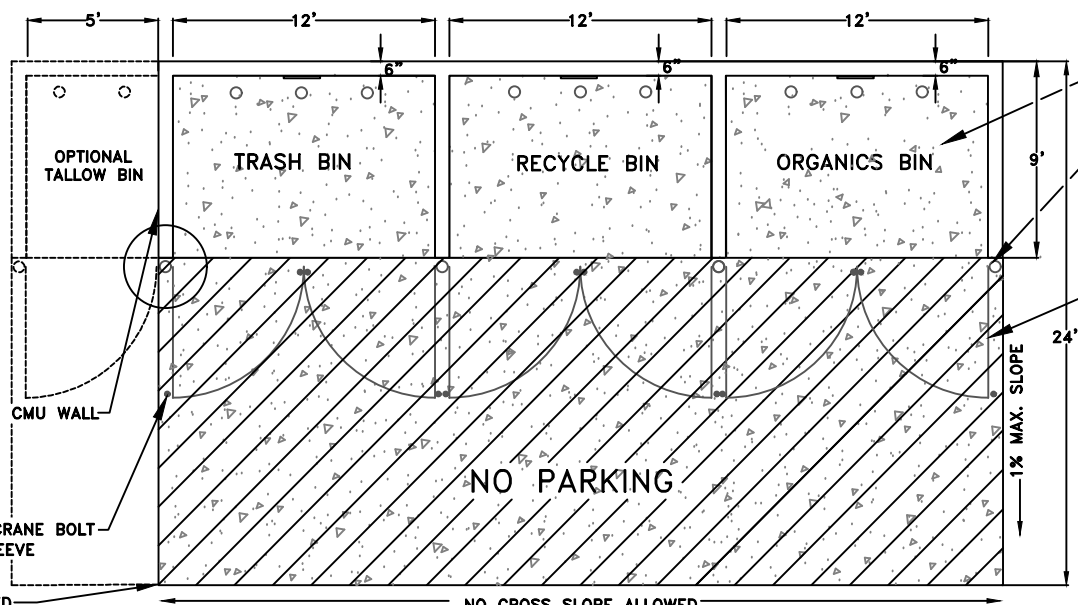 5' 12' 12' 12'
6" 6" 6"
OPTIONAL
TALLOW BIN
TRASH BIN
RECYCLE BIN
ORGANICS BIN
9'
24'
CMU WALL
1% MAX. SLOPE
NO PARKING
CRANE BOLT
NO CROSS SLOPE ALLOWED